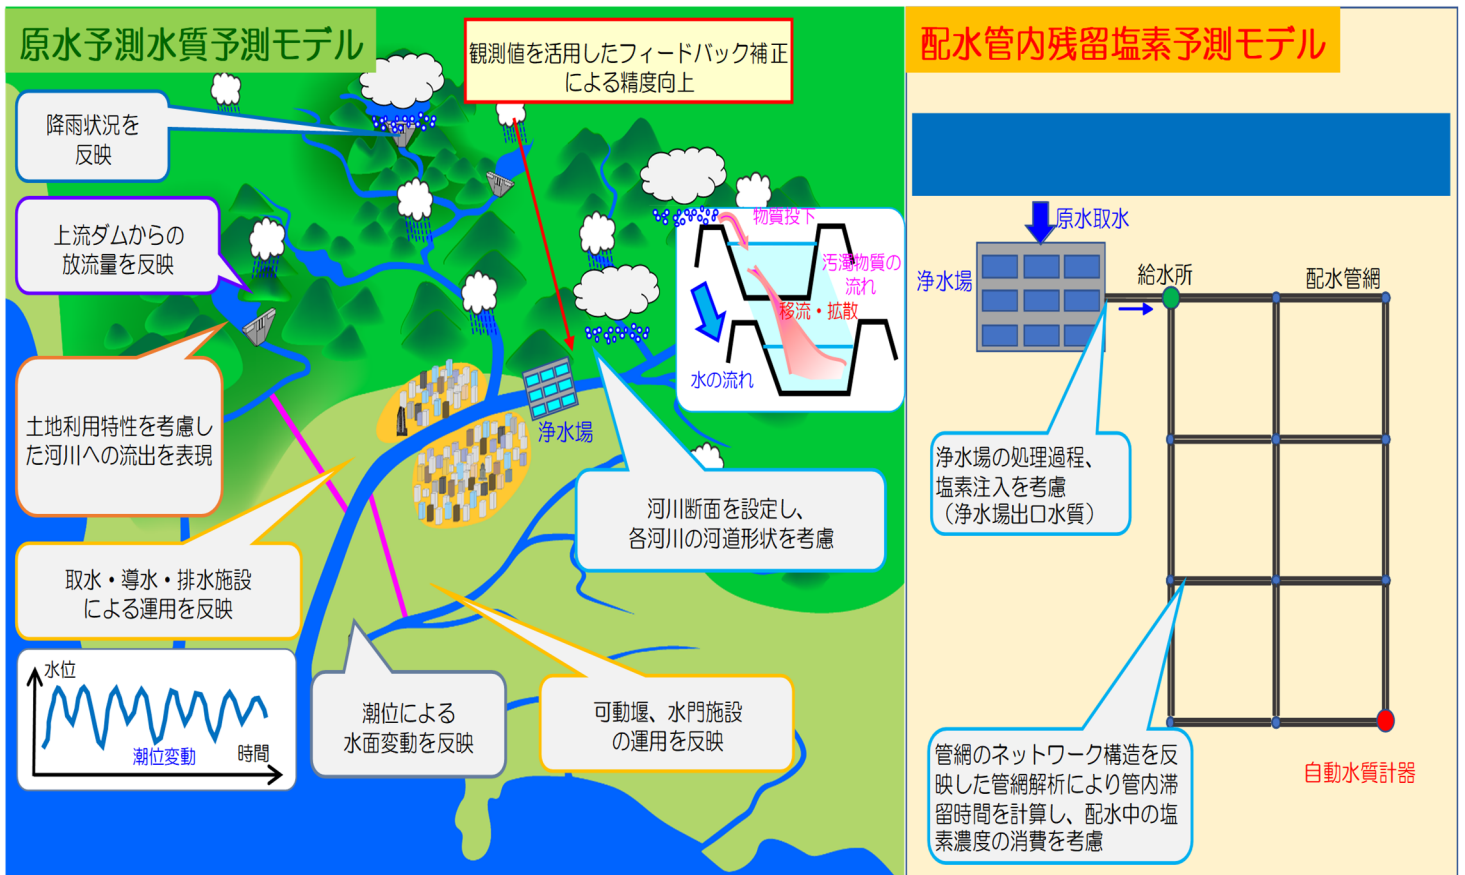 原水予測水質予測モデル
観測値を活用したフィードバック補正
による精度向上
降雨状況を
反映
上流ダムからの
放流量を反映
土地利用特性を考慮し
た河川への流出を表現
取水・導水・排水施設
による運用を反映
水位
潮位変動
時間
潮位による
水面変動を反映
可動堰、水門施設
の運用を反映
浄水場
河川断面を設定し、
各河川の河道形状を考慮
物質投下
汚濁物質の
流れ
移流・拡散
水の流れ
配水管内残留塩素予測モデル
原水取水
浄水場
給水所
配水管網
浄水場の処理過程、
塩素注入を考慮
（浄水場出口水質）
管網のネットワーク構造を反
映した管網解析により管内滞
留時間を計算し、配水中の塩
素濃度の消費を考慮
自動水質計器